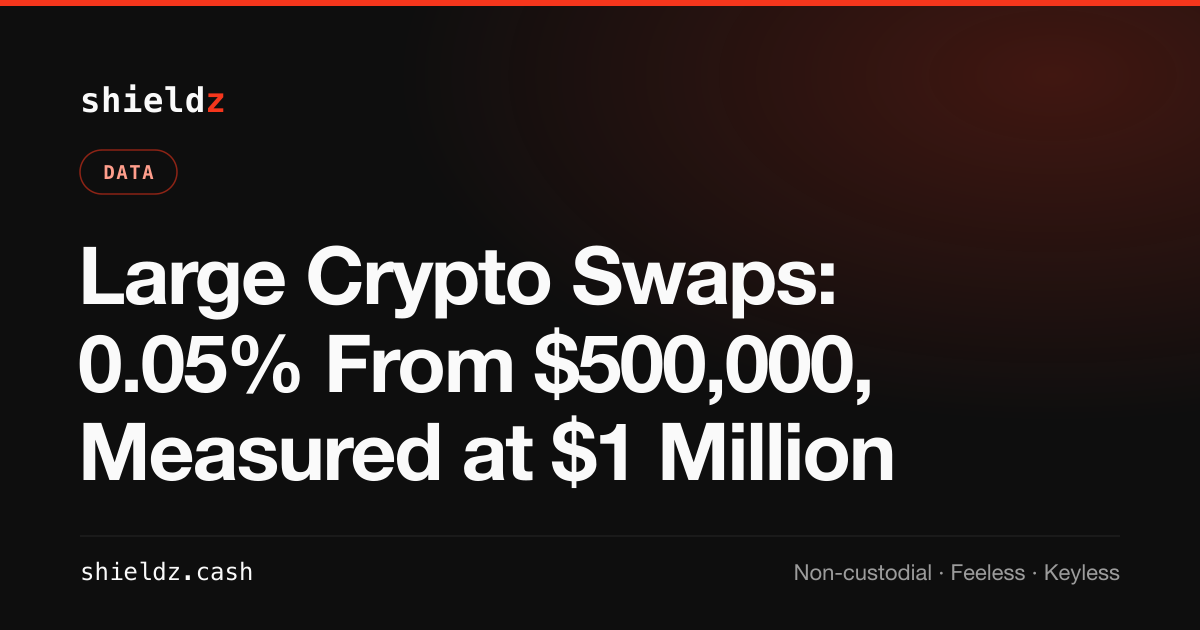 shieldz
DATA
Large Crypto Swaps:
0.05% From $500,000,
Measured at $1 Million
shieldz.cash
Non-custodial · Feeless · Keyless